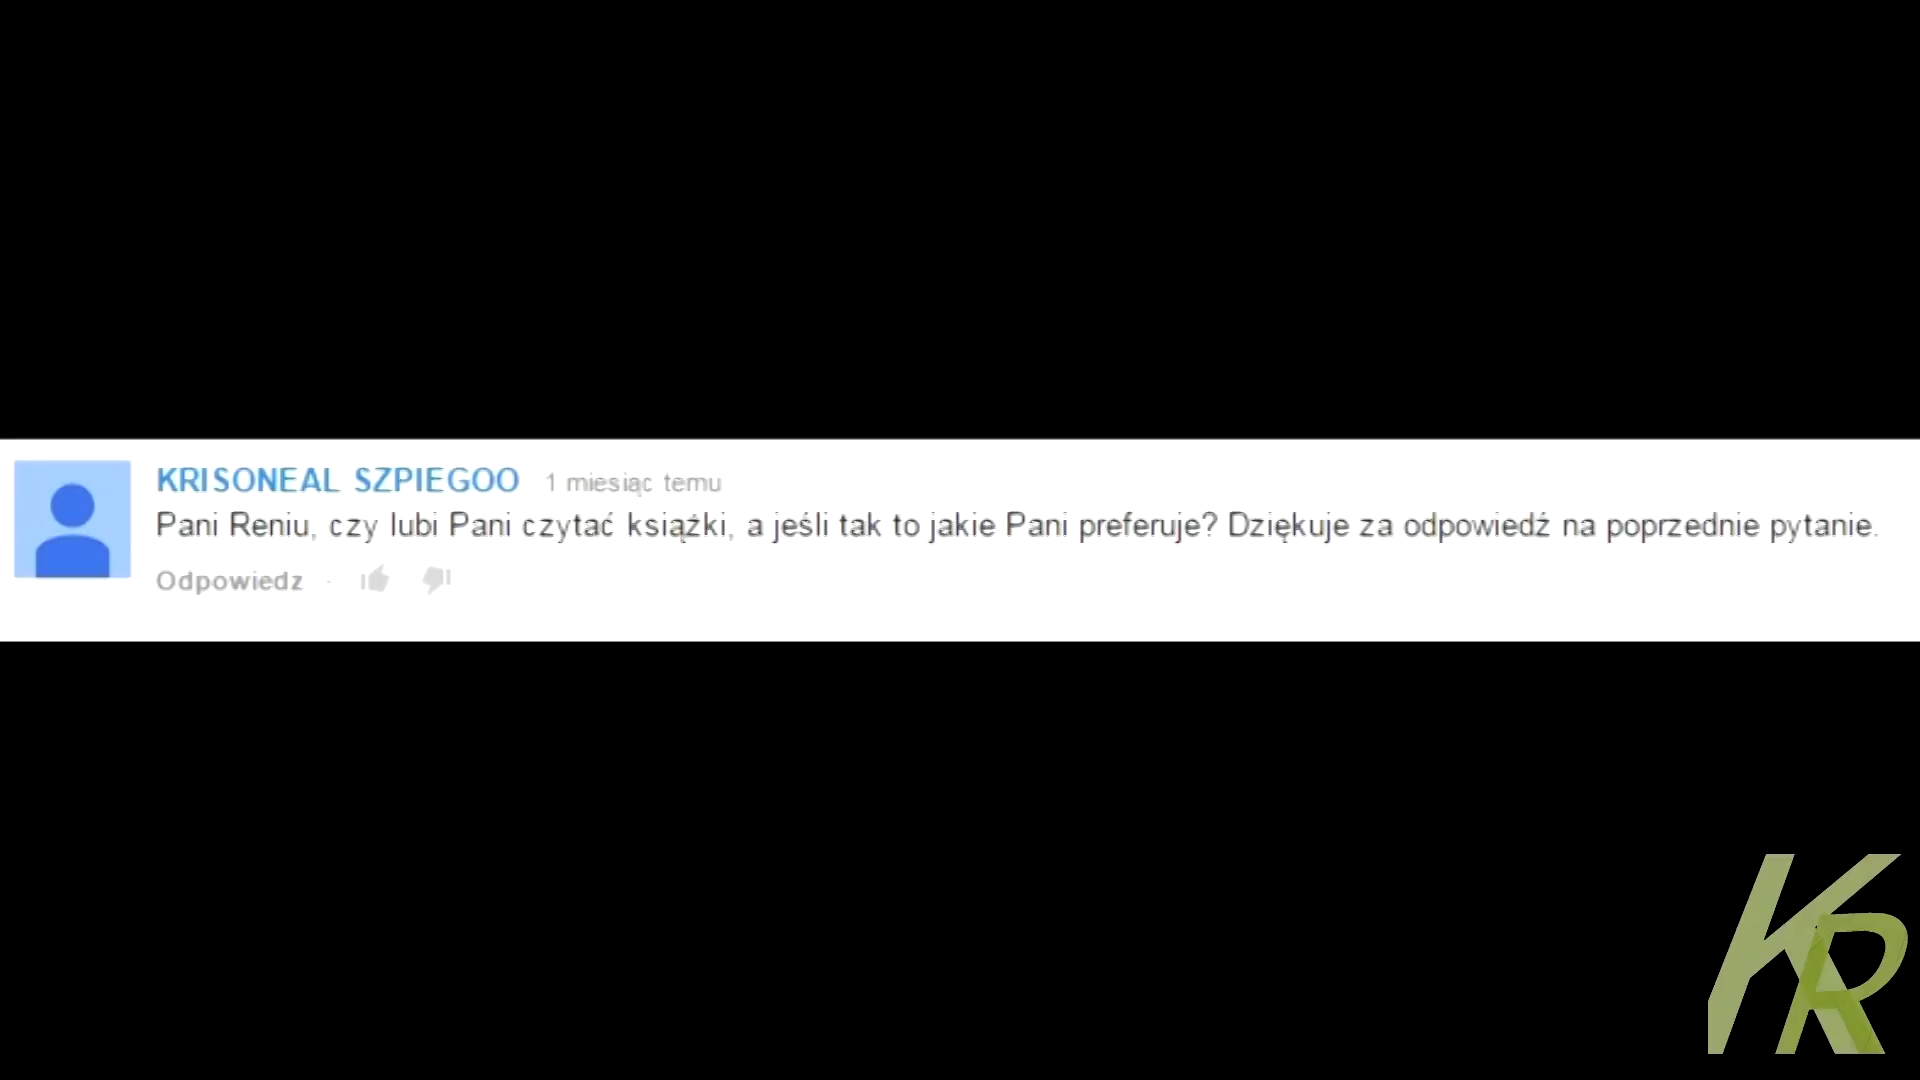 KRISONEAL SZPIEGOO 1 miesiąc temu
Pani Reniu, czy lubi Pani czytać książki, a jeśli tak to jakie Pani preferuje? Dziękuje za odpowiedź na poprzednie pytanie.
Odpowiedz ·
KR